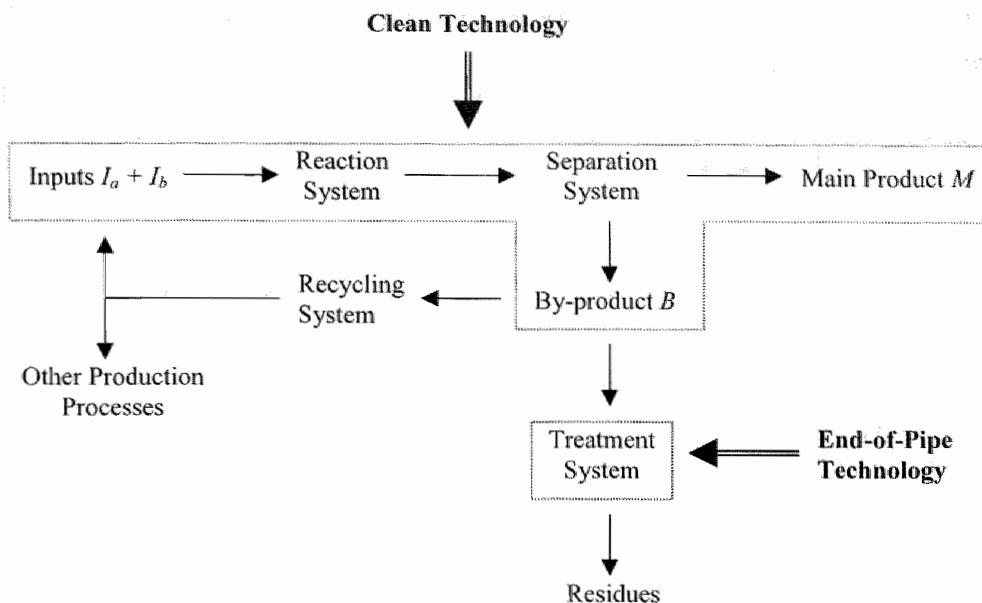 Clean Technology
Inputs I_a + I_b
Reaction
System
Separation
System
Main Product M
Recycling
System
By-product B
Other Production
Processes
Treatment
System
End-of-Pipe
Technology
Residues